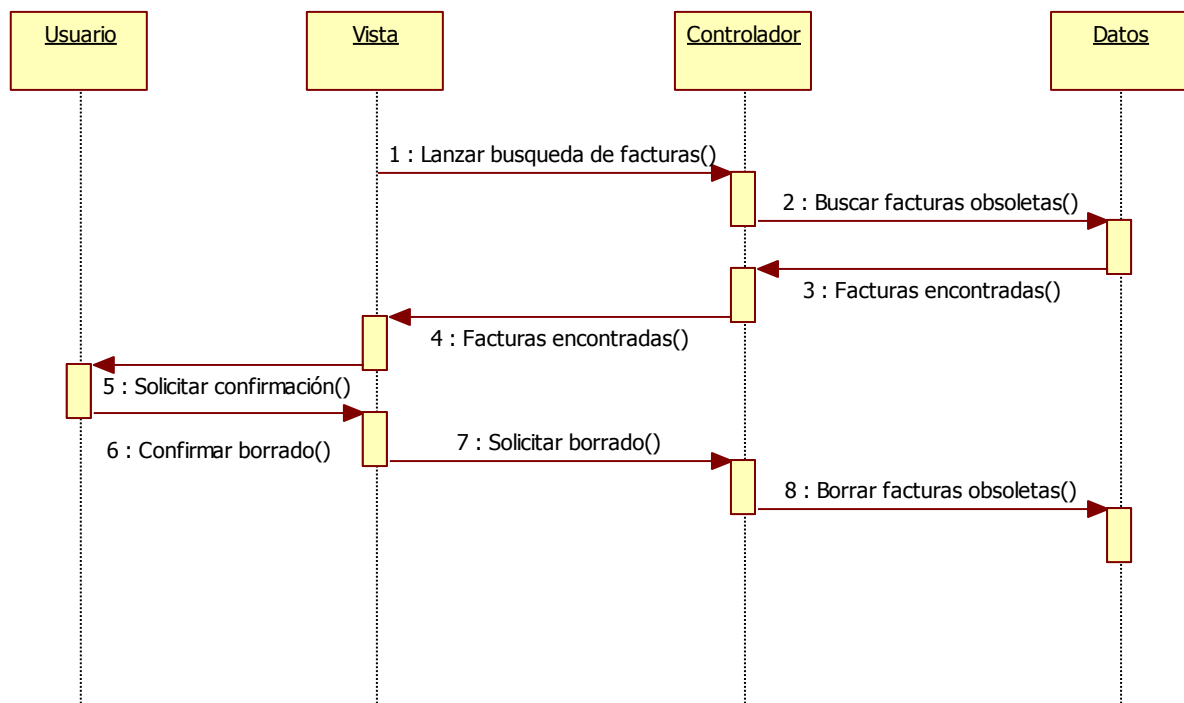 Usuario
Vista
Controlador
Datos
1 : Lanzar busqueda de facturas()
2 : Buscar facturas obsoletas()
3 : Facturas encontradas()
4 : Facturas encontradas()
5 : Solicitar confirmación()
6 : Confirmar borrado()
7 : Solicitar borrado()
8 : Borrar facturas obsoletas()